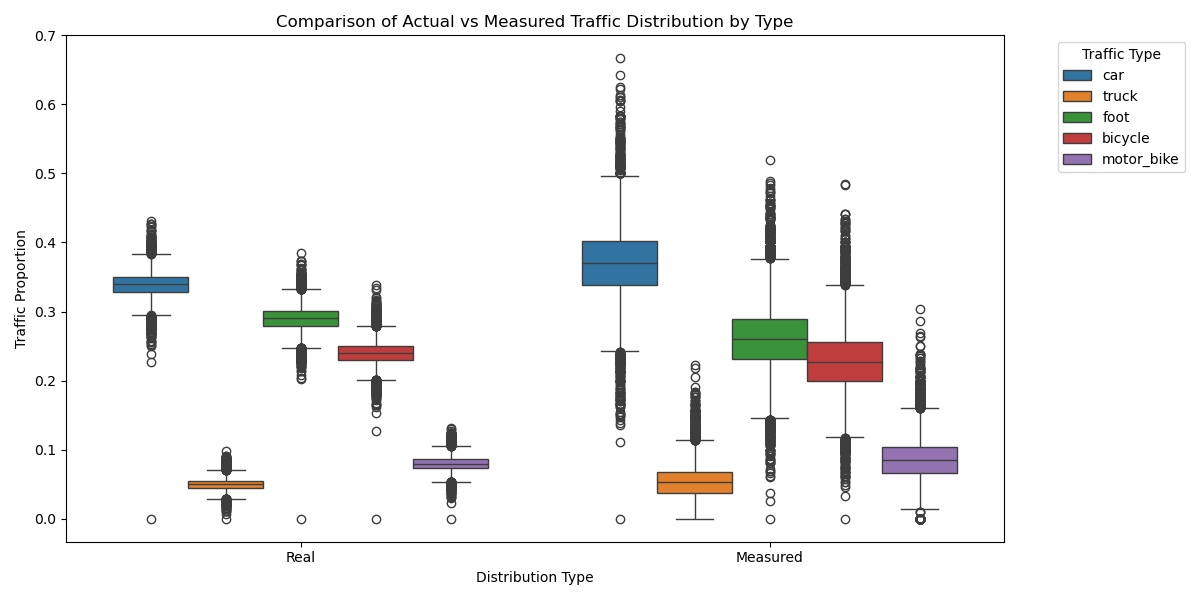 Comparison of Actual vs Measured Traffic Distribution by Type
Traffic Proportion
0.7
0.6
0.5
0.4
0.3
0.2
0.1
0.0
Real
Measured
Distribution Type
Traffic Type
car
truck
foot
bicycle
motor_bike